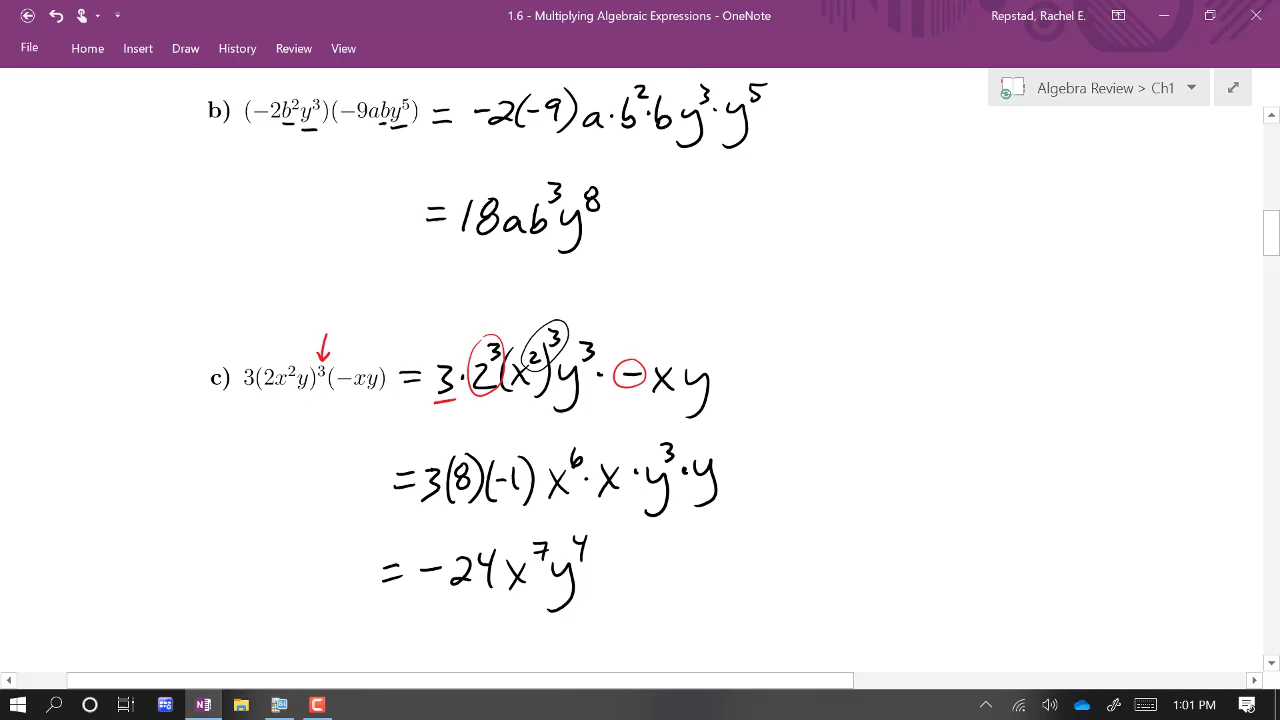 1.6 - Multiplying Algebraic Expressions - OneNote
Repstad, Rachel E.
File Home Insert Draw History Review View
Algebra Review > Ch1
b) (−2b²y³)(−9aby⁵) = -2(-9)a·b²·b y³·y⁵
= 18ab³y⁸
c) 3(2x²y)³(−xy) = 3·2³(x²)³y³·-xy
= 3(8)(-1) x⁶·x·y³·y
= -24x⁷y⁴
1:01 PM